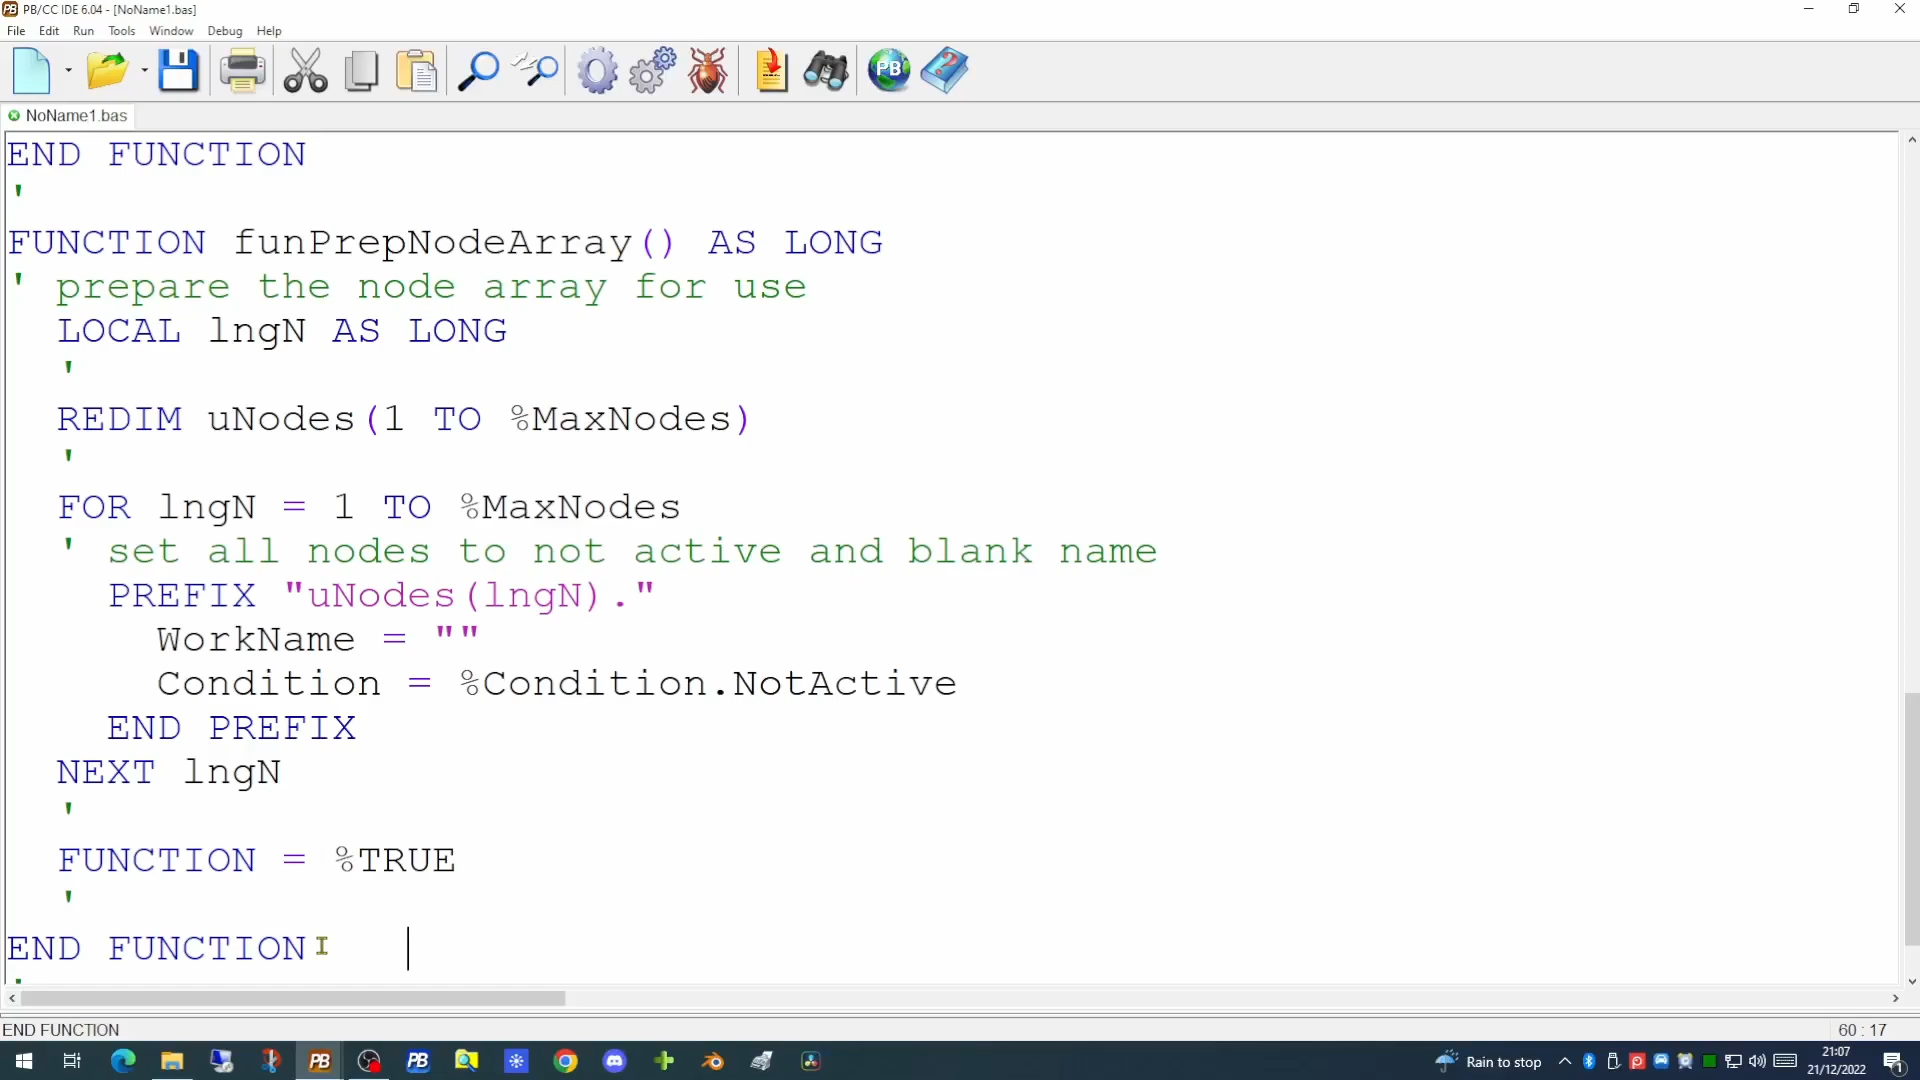 PB/CC IDE 6.04 - [NoName1.bas]
File Edit Run Tools Window Debug Help
NoName1.bas
END FUNCTION
'
FUNCTION funPrepNodeArray() AS LONG
' prepare the node array for use
LOCAL lngN AS LONG
'
REDIM uNodes(1 TO %MaxNodes)
'
FOR lngN = 1 TO %MaxNodes
' set all nodes to not active and blank name
PREFIX "uNodes(lngN)."
WorkName = ""
Condition = %Condition.NotActive
END PREFIX
NEXT lngN
'
FUNCTION = %TRUE
'
END FUNCTION
'
END FUNCTION 60 : 17
Rain to stop 21:07
21/12/2022